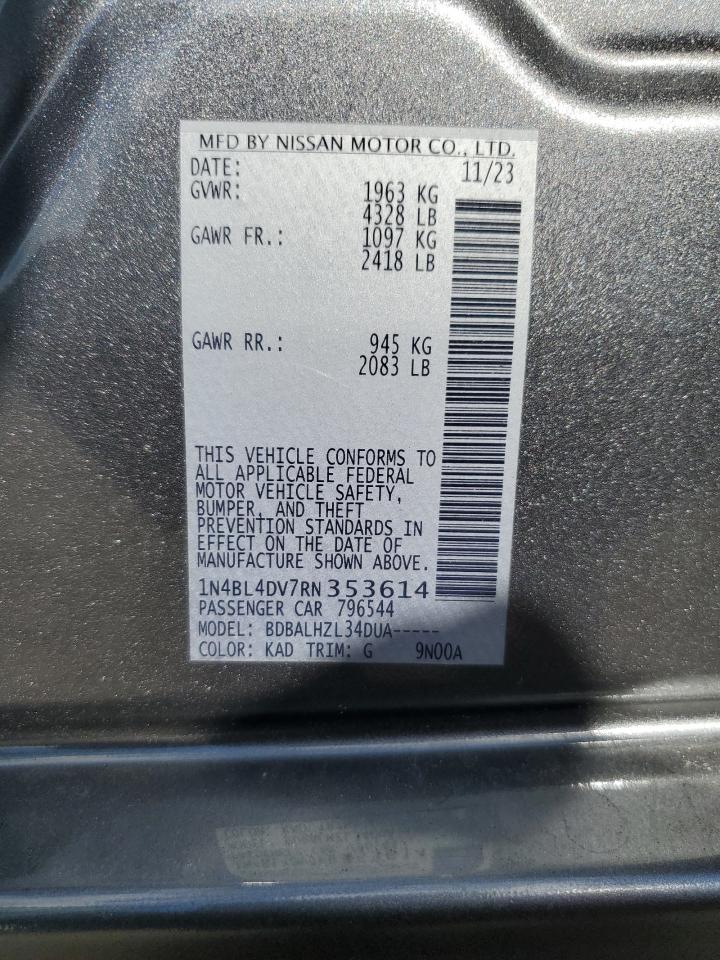 MFD BY NISSAN MOTOR CO., LTD.
DATE: 11/23
GVWR: 1963 KG
4328 LB
GAWR FR.: 1097 KG
2418 LB
GAWR RR.: 945 KG
2083 LB
THIS VEHICLE CONFORMS TO
ALL APPLICABLE FEDERAL
MOTOR VEHICLE SAFETY,
BUMPER, AND THEFT
PREVENTION STANDARDS IN
EFFECT ON THE DATE OF
MANUFACTURE SHOWN ABOVE.
1N4BL4DV7RN353614
PASSENGER CAR 796544
MODEL: BDBALHZL34DUA-----
COLOR: KAD TRIM: G 9N00A